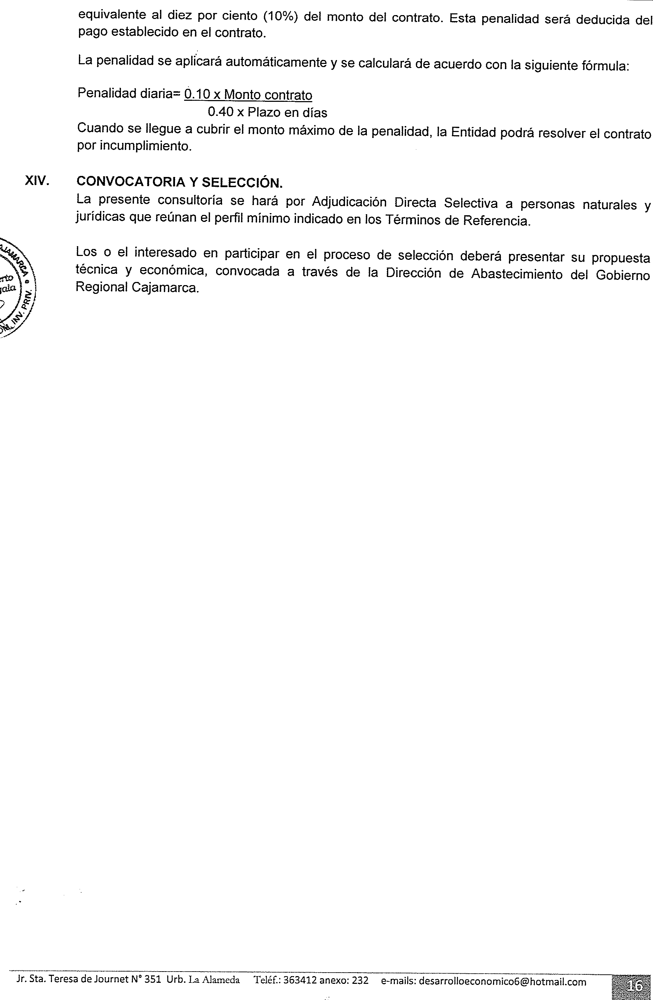 equivalente al diez por ciento (10%) del monto del contrato. Esta penalidad será deducida del
pago establecido en el contrato.
La penalidad se aplicará automáticamente y se calculará de acuerdo con la siguiente fórmula:
Penalidad diaria= 0.10 x Monto contrato
0.40 x Plazo en días
Cuando se llegue a cubrir el monto máximo de la penalidad, la Entidad podrá resolver el contrato
por incumplimiento.
XIV. CONVOCATORIA Y SELECCIÓN.
La presente consultoría se hará por Adjudicación Directa Selectiva a personas naturales y
jurídicas que reúnan el perfil mínimo indicado en los Términos de Referencia.
Los o el interesado en participar en el proceso de selección deberá presentar su propuesta
técnica y económica, convocada a través de la Dirección de Abastecimiento del Gobierno
Regional Cajamarca.
INV. PRIV.
Jr. Sta. Teresa de Journet N° 351 Urb. La Alameda Teléf.: 363412 anexo: 232 e-mails: desarrolloeconomico6@hotmail.com 16